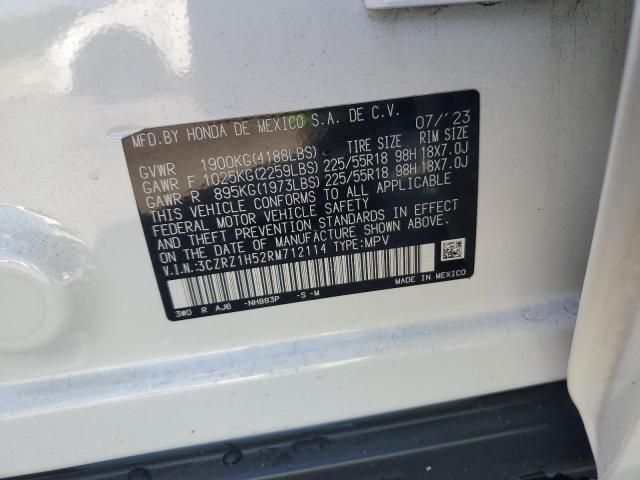 MFD.BY HONDA DE MEXICO S.A. DE C.V. 07/'23
TIRE SIZE RIM SIZE
GVWR 1900KG(4188LBS)
GAWR F 1025KG(2259LBS) 225/55R18 98H 18X7.0J
GAWR R 895KG(1973LBS) 225/55R18 98H 18X7.0J
THIS VEHICLE CONFORMS TO ALL APPLICABLE
FEDERAL MOTOR VEHICLE SAFETY
AND THEFT PREVENTION STANDARDS IN EFFECT
ON THE DATE OF MANUFACTURE SHOWN ABOVE.
V.I.N.:3CZRZ1H52RM712114 TYPE:MPV
3WD R AJ6 -NH883P -S -M MADE IN MEXICO